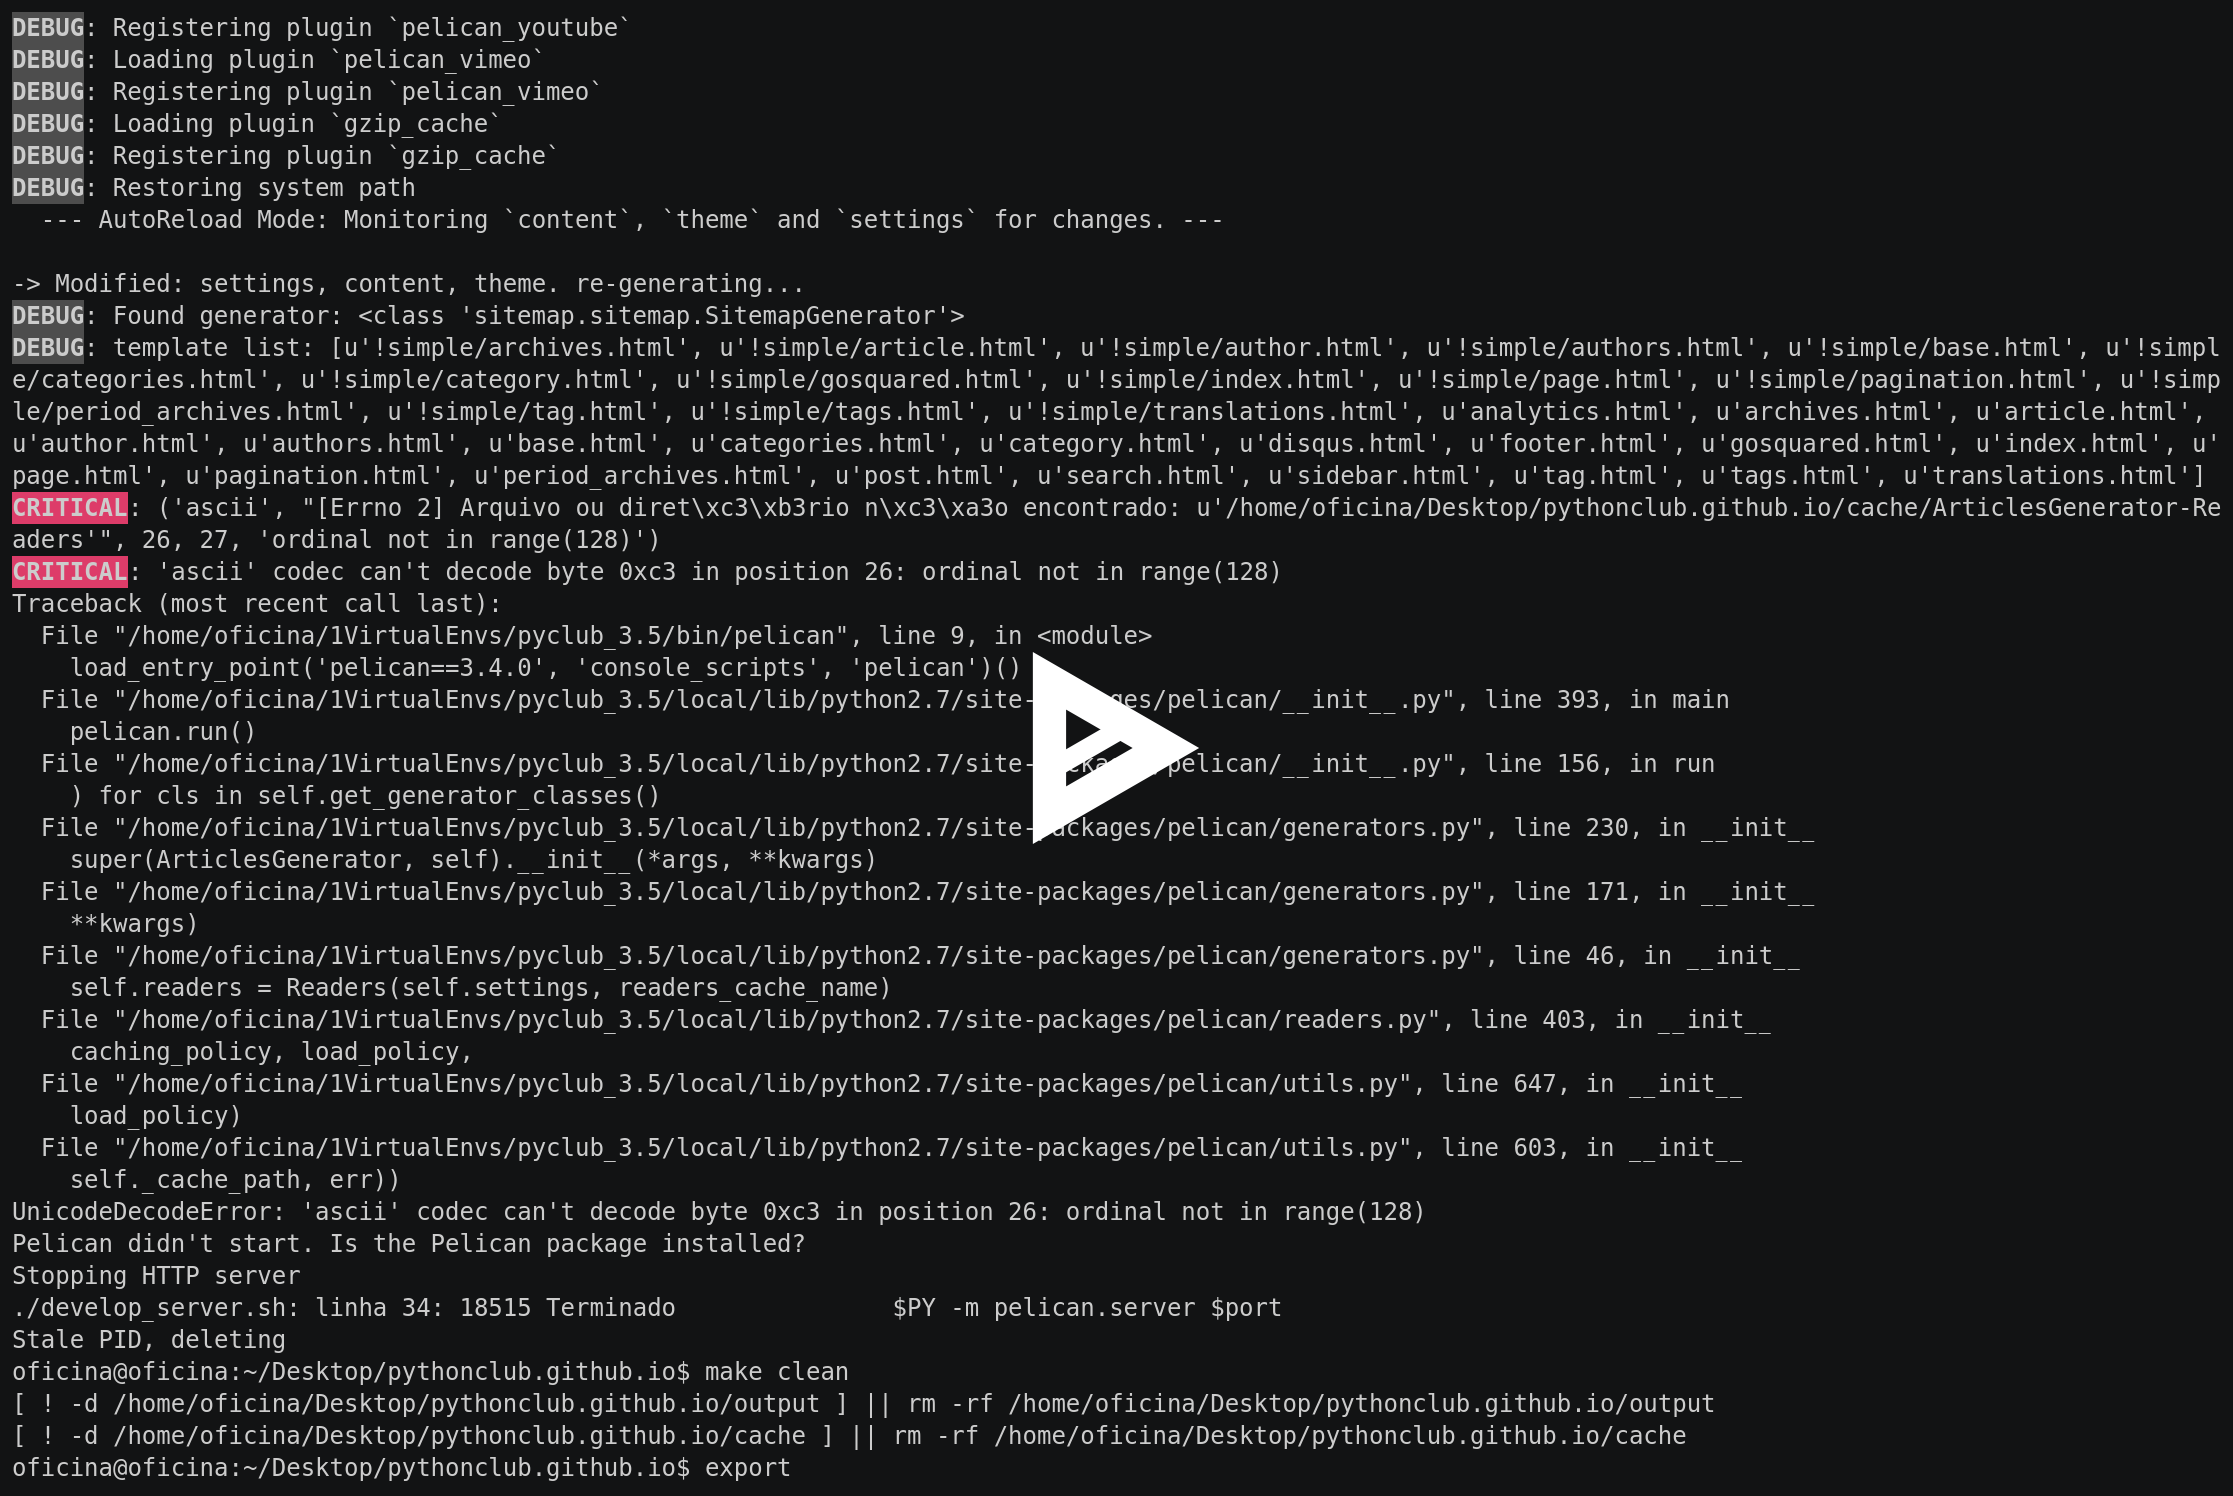 DEBUG: Registering plugin `pelican_youtube`
DEBUG: Loading plugin `pelican_vimeo`
DEBUG: Registering plugin `pelican_vimeo`
DEBUG: Loading plugin `gzip_cache`
DEBUG: Registering plugin `gzip_cache`
DEBUG: Restoring system path
  --- AutoReload Mode: Monitoring `content`, `theme` and `settings` for changes. ---

-> Modified: settings, content, theme. re-generating...
DEBUG: Found generator: <class 'sitemap.sitemap.SitemapGenerator'>
DEBUG: template list: [u'!simple/archives.html', u'!simple/article.html', u'!simple/author.html', u'!simple/authors.html', u'!simple/base.html', u'!simpl
e/categories.html', u'!simple/category.html', u'!simple/gosquared.html', u'!simple/index.html', u'!simple/page.html', u'!simple/pagination.html', u'!simp
le/period_archives.html', u'!simple/tag.html', u'!simple/tags.html', u'!simple/translations.html', u'analytics.html', u'archives.html', u'article.html',
u'author.html', u'authors.html', u'base.html', u'categories.html', u'category.html', u'disqus.html', u'footer.html', u'gosquared.html', u'index.html', u'
page.html', u'pagination.html', u'period_archives.html', u'post.html', u'search.html', u'sidebar.html', u'tag.html', u'tags.html', u'translations.html']
CRITICAL: ('ascii', "[Errno 2] Arquivo ou diret\xc3\xb3rio n\xc3\xa3o encontrado: u'/home/oficina/Desktop/pythonclub.github.io/cache/ArticlesGenerator-Re
aders'", 26, 27, 'ordinal not in range(128)')
CRITICAL: 'ascii' codec can't decode byte 0xc3 in position 26: ordinal not in range(128)
Traceback (most recent call last):
  File "/home/oficina/1VirtualEnvs/pyclub_3.5/bin/pelican", line 9, in <module>
    load_entry_point('pelican==3.4.0', 'console_scripts', 'pelican')()
  File "/home/oficina/1VirtualEnvs/pyclub_3.5/local/lib/python2.7/site-packages/pelican/__init__.py", line 393, in main
    pelican.run()
  File "/home/oficina/1VirtualEnvs/pyclub_3.5/local/lib/python2.7/site-packages/pelican/__init__.py", line 156, in run
    ) for cls in self.get_generator_classes()
  File "/home/oficina/1VirtualEnvs/pyclub_3.5/local/lib/python2.7/site-packages/pelican/generators.py", line 230, in __init__
    super(ArticlesGenerator, self).__init__(*args, **kwargs)
  File "/home/oficina/1VirtualEnvs/pyclub_3.5/local/lib/python2.7/site-packages/pelican/generators.py", line 171, in __init__
    **kwargs)
  File "/home/oficina/1VirtualEnvs/pyclub_3.5/local/lib/python2.7/site-packages/pelican/generators.py", line 46, in __init__
    self.readers = Readers(self.settings, readers_cache_name)
  File "/home/oficina/1VirtualEnvs/pyclub_3.5/local/lib/python2.7/site-packages/pelican/readers.py", line 403, in __init__
    caching_policy, load_policy,
  File "/home/oficina/1VirtualEnvs/pyclub_3.5/local/lib/python2.7/site-packages/pelican/utils.py", line 647, in __init__
    load_policy)
  File "/home/oficina/1VirtualEnvs/pyclub_3.5/local/lib/python2.7/site-packages/pelican/utils.py", line 603, in __init__
    self._cache_path, err))
UnicodeDecodeError: 'ascii' codec can't decode byte 0xc3 in position 26: ordinal not in range(128)
Pelican didn't start. Is the Pelican package installed?
Stopping HTTP server
./develop_server.sh: linha 34: 18515 Terminado               $PY -m pelican.server $port
Stale PID, deleting
oficina@oficina:~/Desktop/pythonclub.github.io$ make clean
[ ! -d /home/oficina/Desktop/pythonclub.github.io/output ] || rm -rf /home/oficina/Desktop/pythonclub.github.io/output
[ ! -d /home/oficina/Desktop/pythonclub.github.io/cache ] || rm -rf /home/oficina/Desktop/pythonclub.github.io/cache
oficina@oficina:~/Desktop/pythonclub.github.io$ export